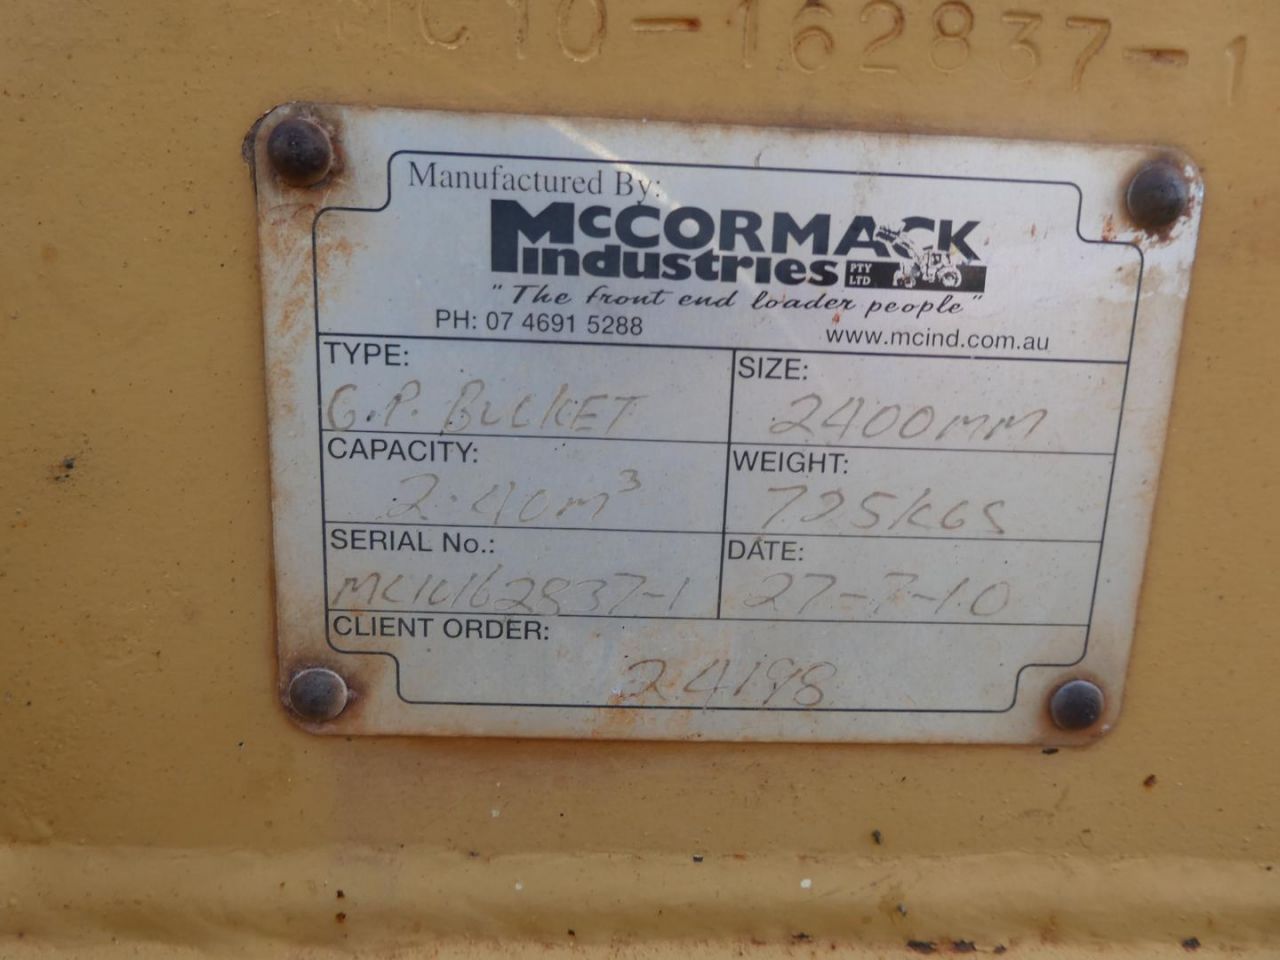 MC10-162837-1
Manufactured By:
McCORMACK
industries PTY LTD
"The front end loader people"
PH: 07 4691 5288 www.mcind.com.au
TYPE: SIZE:
G.P. BUCKET 2400MM
CAPACITY: WEIGHT:
2.40m³ 725KGS
SERIAL No.: DATE:
MC10162837-1 27-7-10
CLIENT ORDER:
24198